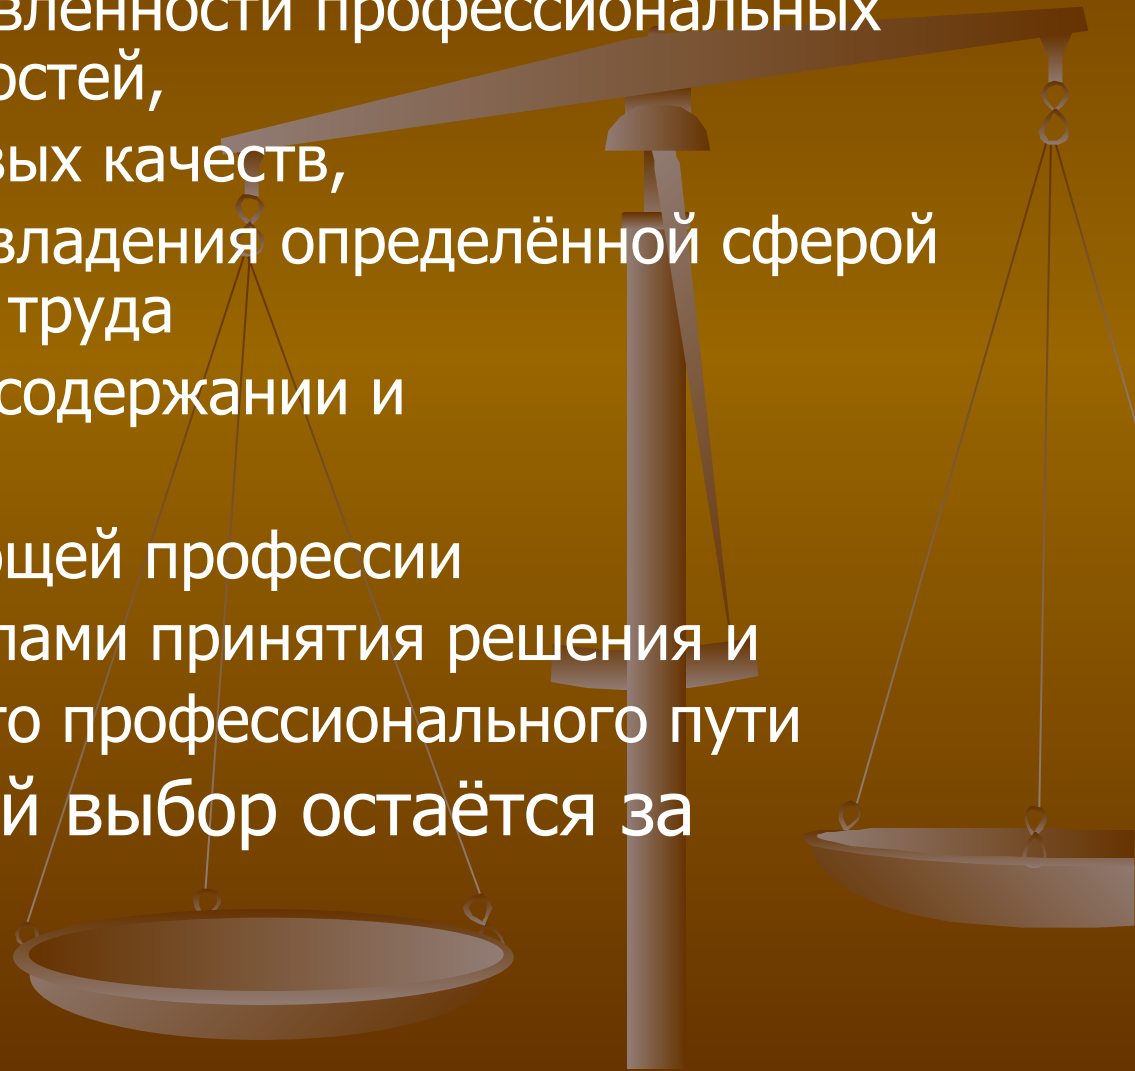 вленности профессиональных
остей,
вых качеств,
владения определённой сферой
труда
содержании и
ющей профессии
лами принятия решения и
го профессионального пути
й выбор остаётся за